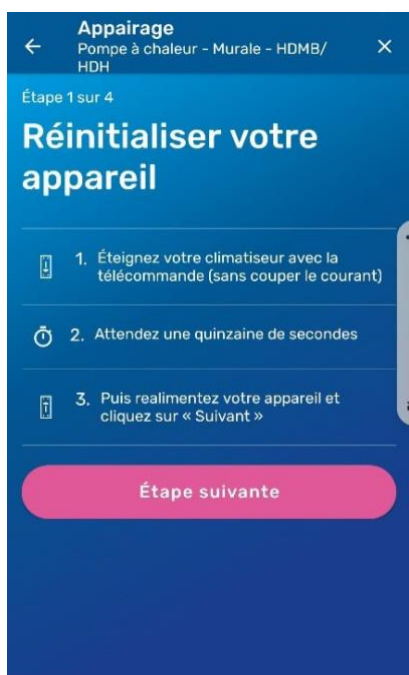 Appairage
Pompe à chaleur - Murale - HDMB/
HDH
Étape 1 sur 4
Réinitialiser votre
appareil
1. Éteignez votre climatiseur avec la
télécommande (sans couper le courant)
2. Attendez une quinzaine de secondes
3. Puis realimentez votre appareil et
cliquez sur « Suivant »
Étape suivante